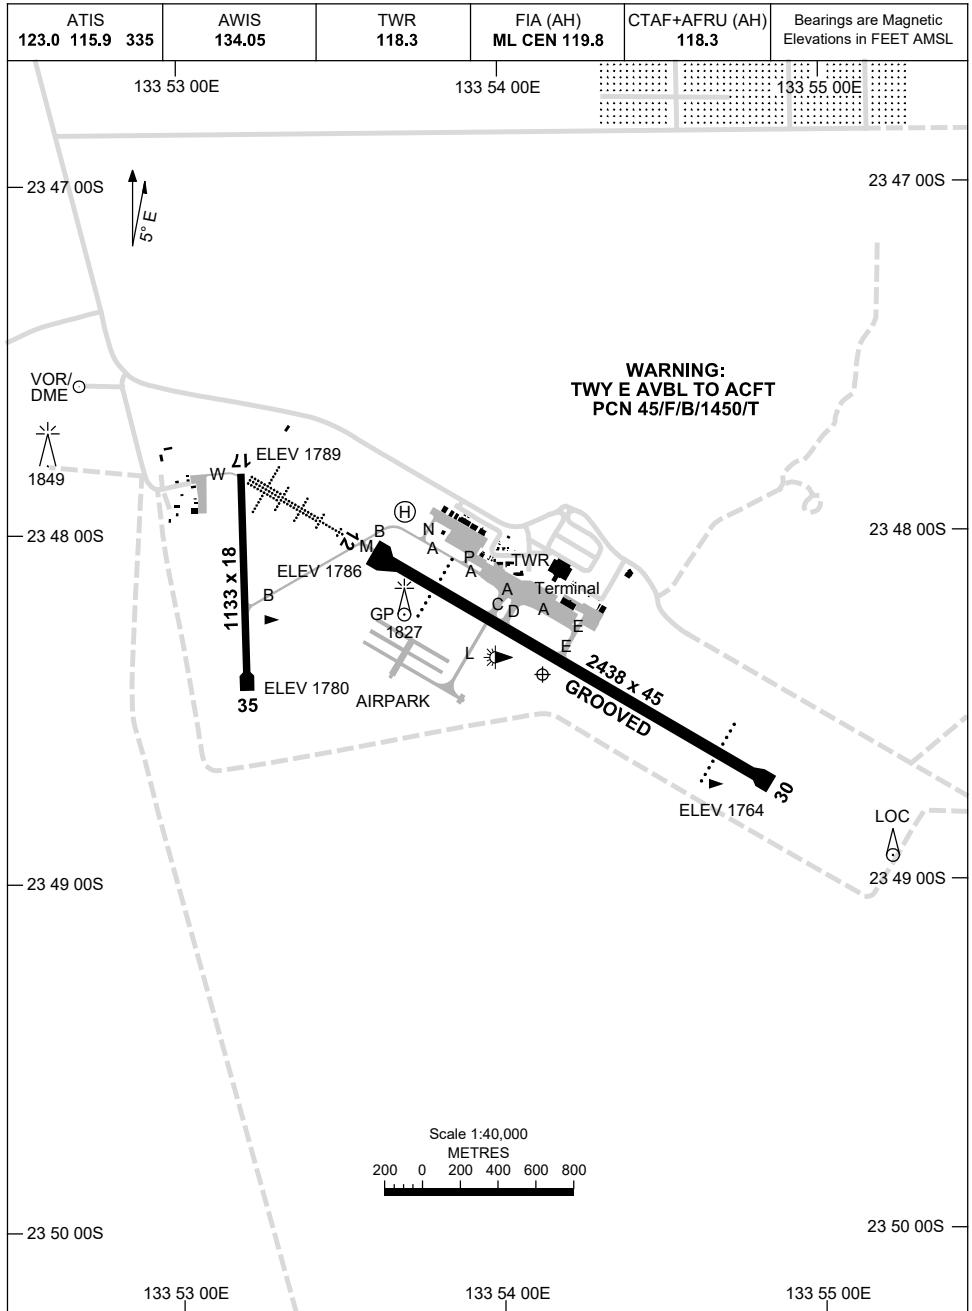 ATIS
123.0 115.9 335
AWIS
134.05
TWR
118.3
FIA (AH)
ML CEN 119.8
CTAF+AFRU (AH)
118.3
Bearings are Magnetic
Elevations in FEET AMSL
133 53 00E
133 54 00E
133 55 00E
23 47 00S
23 47 00S
5° E
WARNING:
TWY E AVBL TO ACFT
PCN 45/F/B/1450/T
VOR/
DME
1849
17
ELEV 1789
W
H
23 48 00S
23 48 00S
12
M
B
N
A
P
A
TWR
ELEV 1786
1133 x 18
B
GP
1827
A
Terminal
C
D
A
E
E
L
2438 x 45
GROOVED
AIRPARK
ELEV 1780
35
30
ELEV 1764
LOC
23 49 00S
23 49 00S
Scale 1:40,000
METRES
200 0 200 400 600 800
23 50 00S
23 50 00S
133 53 00E
133 54 00E
133 55 00E